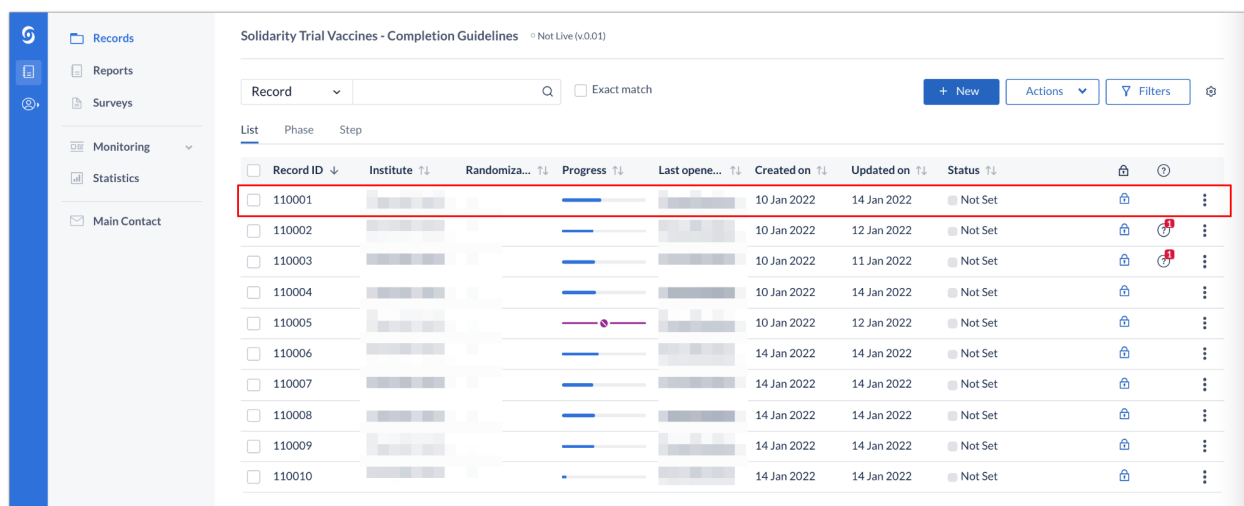 Records
Reports
Surveys
Monitoring
Statistics
Main Contact
Solidarity Trial Vaccines - Completion Guidelines Not Live (v.0.01)
Record Exact match + New Actions Filters
List Phase Step
Record ID Institute Randomiza... Progress Last opene... Created on Updated on Status
110001 10 Jan 2022 14 Jan 2022 Not Set
110002 10 Jan 2022 12 Jan 2022 Not Set 1
110003 10 Jan 2022 11 Jan 2022 Not Set 1
110004 10 Jan 2022 14 Jan 2022 Not Set
110005 10 Jan 2022 12 Jan 2022 Not Set
110006 14 Jan 2022 14 Jan 2022 Not Set
110007 14 Jan 2022 14 Jan 2022 Not Set
110008 14 Jan 2022 14 Jan 2022 Not Set
110009 14 Jan 2022 14 Jan 2022 Not Set
110010 14 Jan 2022 14 Jan 2022 Not Set